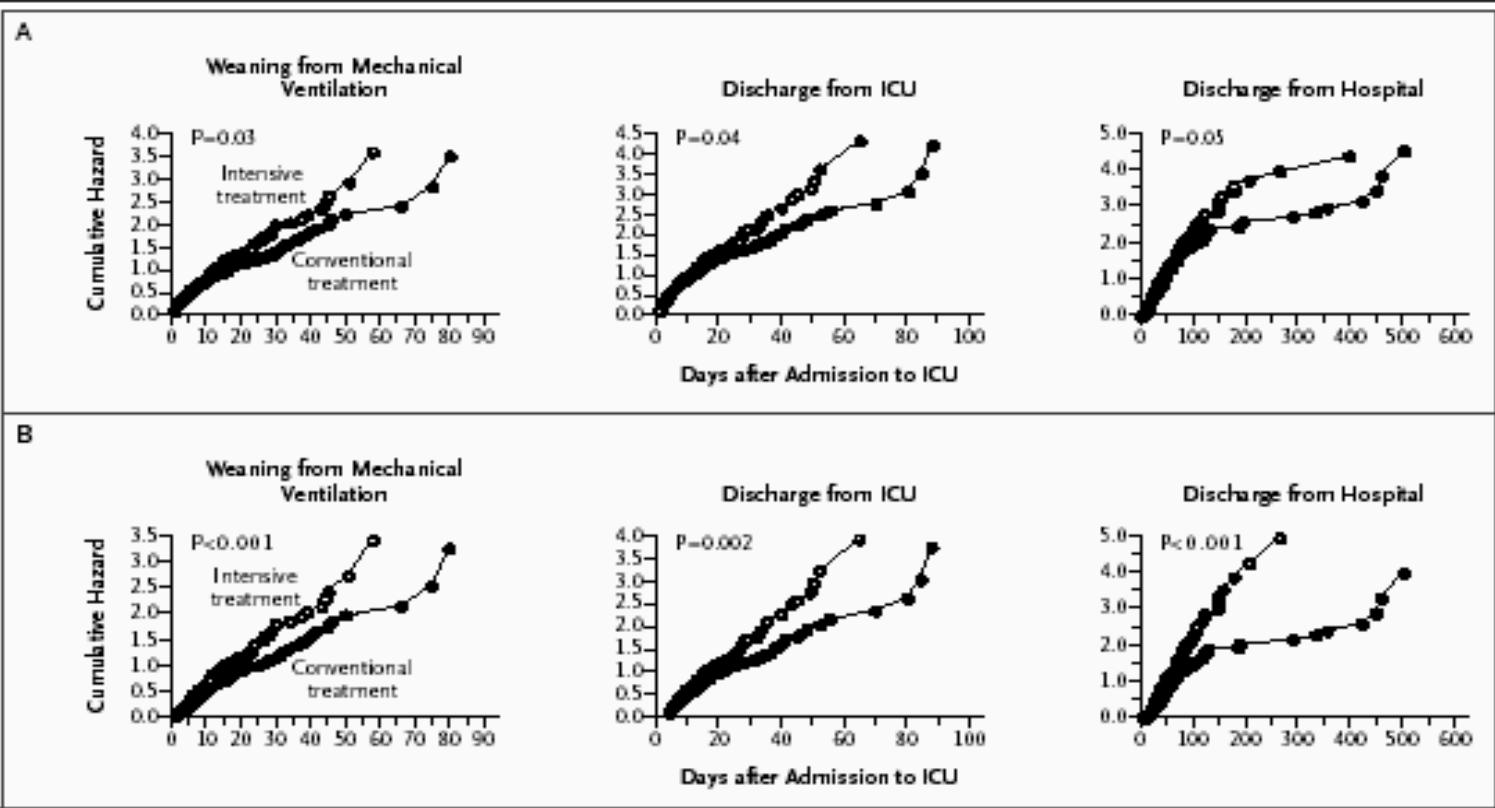 A
Weaning from Mechanical
Ventilation
Cumulative Hazard
4.0
3.5
3.0
2.5
2.0
1.5
1.0
0.5
0.0
P=0.03
Intensive
treatment
Conventional
treatment
0 10 20 30 40 50 60 70 80 90
Discharge from ICU
4.5
4.0
3.5
3.0
2.5
2.0
1.5
1.0
0.5
0.0
P=0.04
0 20 40 60 80 100
Discharge from Hospital
5.0
4.0
3.0
2.0
1.0
0.0
P=0.05
0 100 200 300 400 500 600
Days after Admission to ICU
B
Weaning from Mechanical
Ventilation
Cumulative Hazard
3.5
3.0
2.5
2.0
1.5
1.0
0.5
0.0
P<0.001
Intensive
treatment
Conventional
treatment
0 10 20 30 40 50 60 70 80 90
Discharge from ICU
4.0
3.5
3.0
2.5
2.0
1.5
1.0
0.5
0.0
P=0.002
0 20 40 60 80 100
Discharge from Hospital
5.0
4.0
3.0
2.0
1.0
0.0
P<0.001
0 100 200 300 400 500 600
Days after Admission to ICU